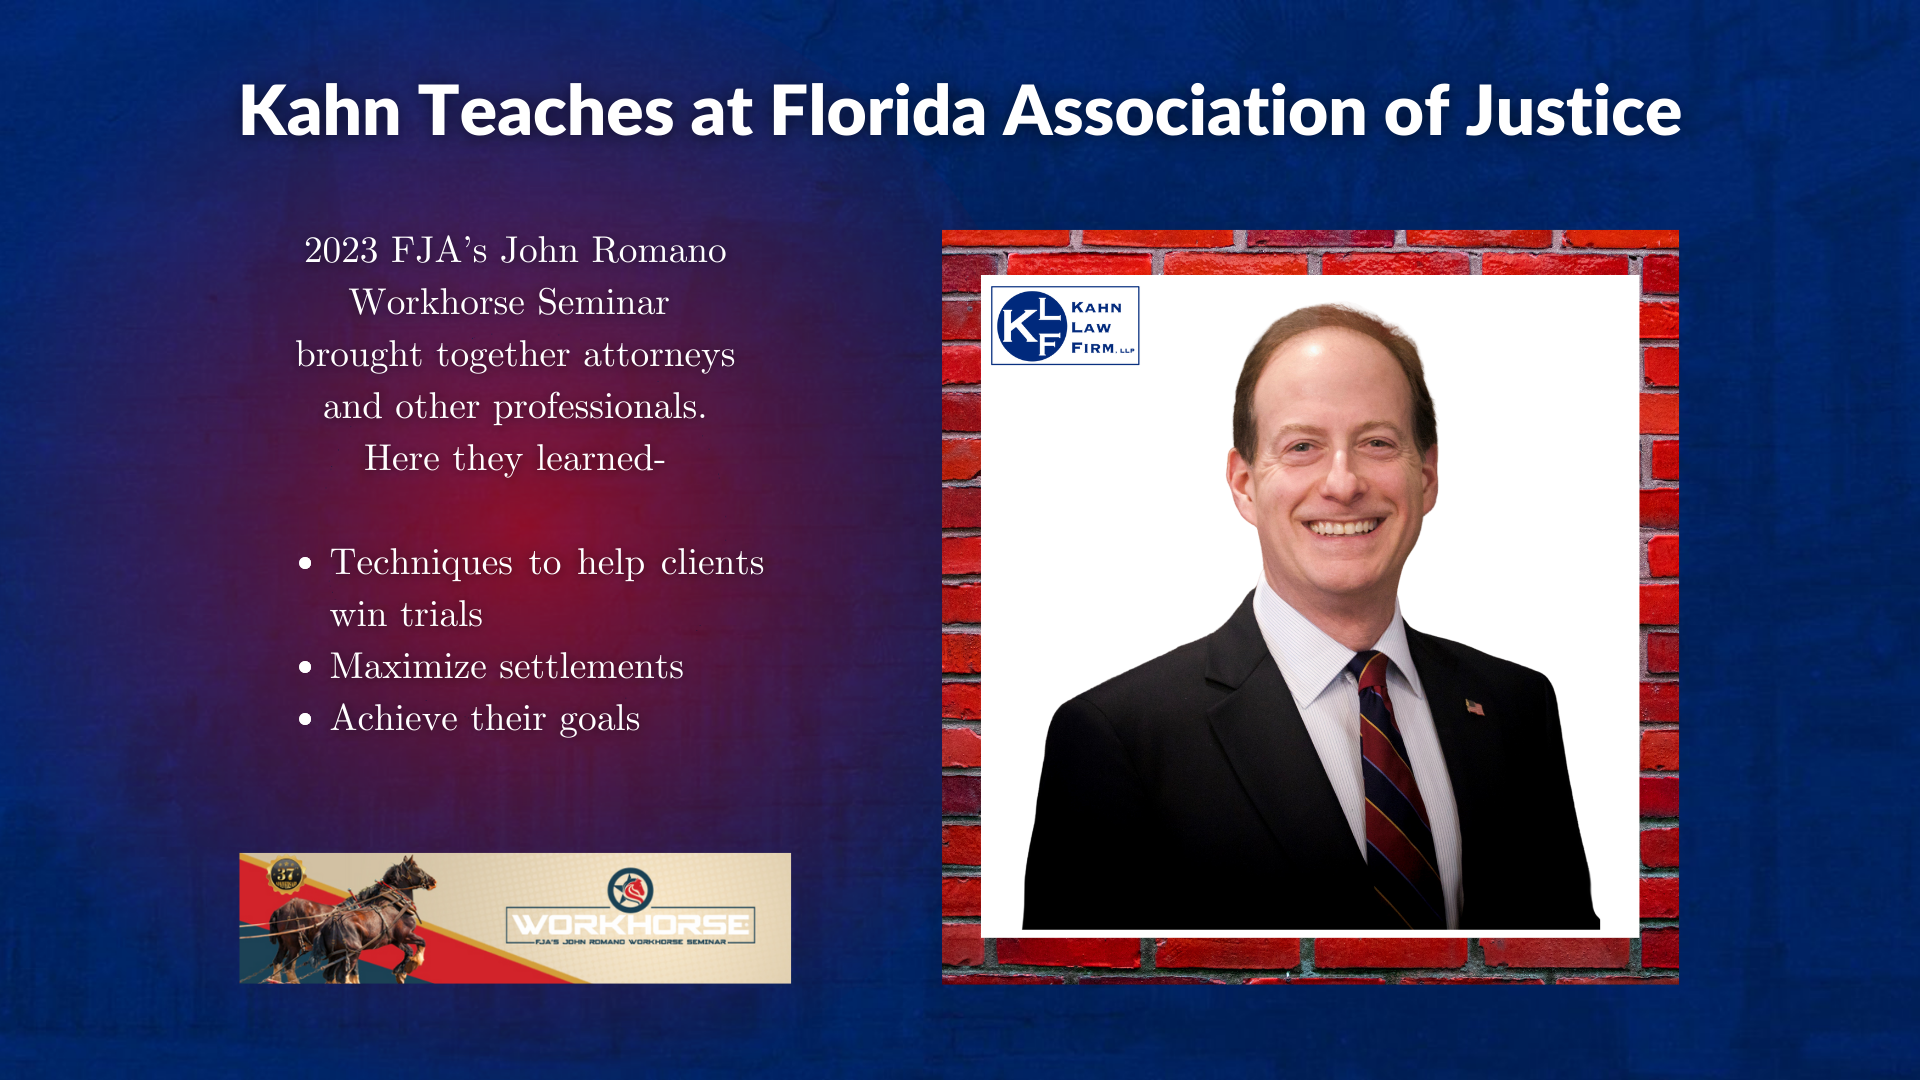 Kahn Teaches at Florida Association of Justice
2023 FJA's John Romano
Workhorse Seminar
brought together attorneys
and other professionals.
Here they learned-
• Techniques to help clients
win trials
• Maximize settlements
• Achieve their goals
37
WORKHORSE
FJA'S JOHN ROMANO WORKHORSE SEMINAR
KLF
KAHN
LAW
FIRM, LLP